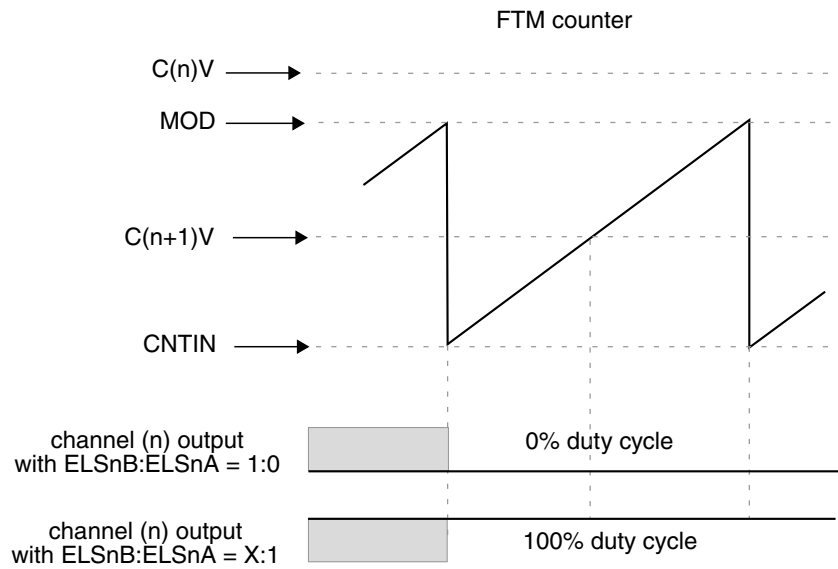 FTM counter
C(n)V
MOD
C(n+1)V
CNTIN
channel (n) output
with ELSnB:ELSnA = 1:0
0% duty cycle
channel (n) output
with ELSnB:ELSnA = X:1
100% duty cycle